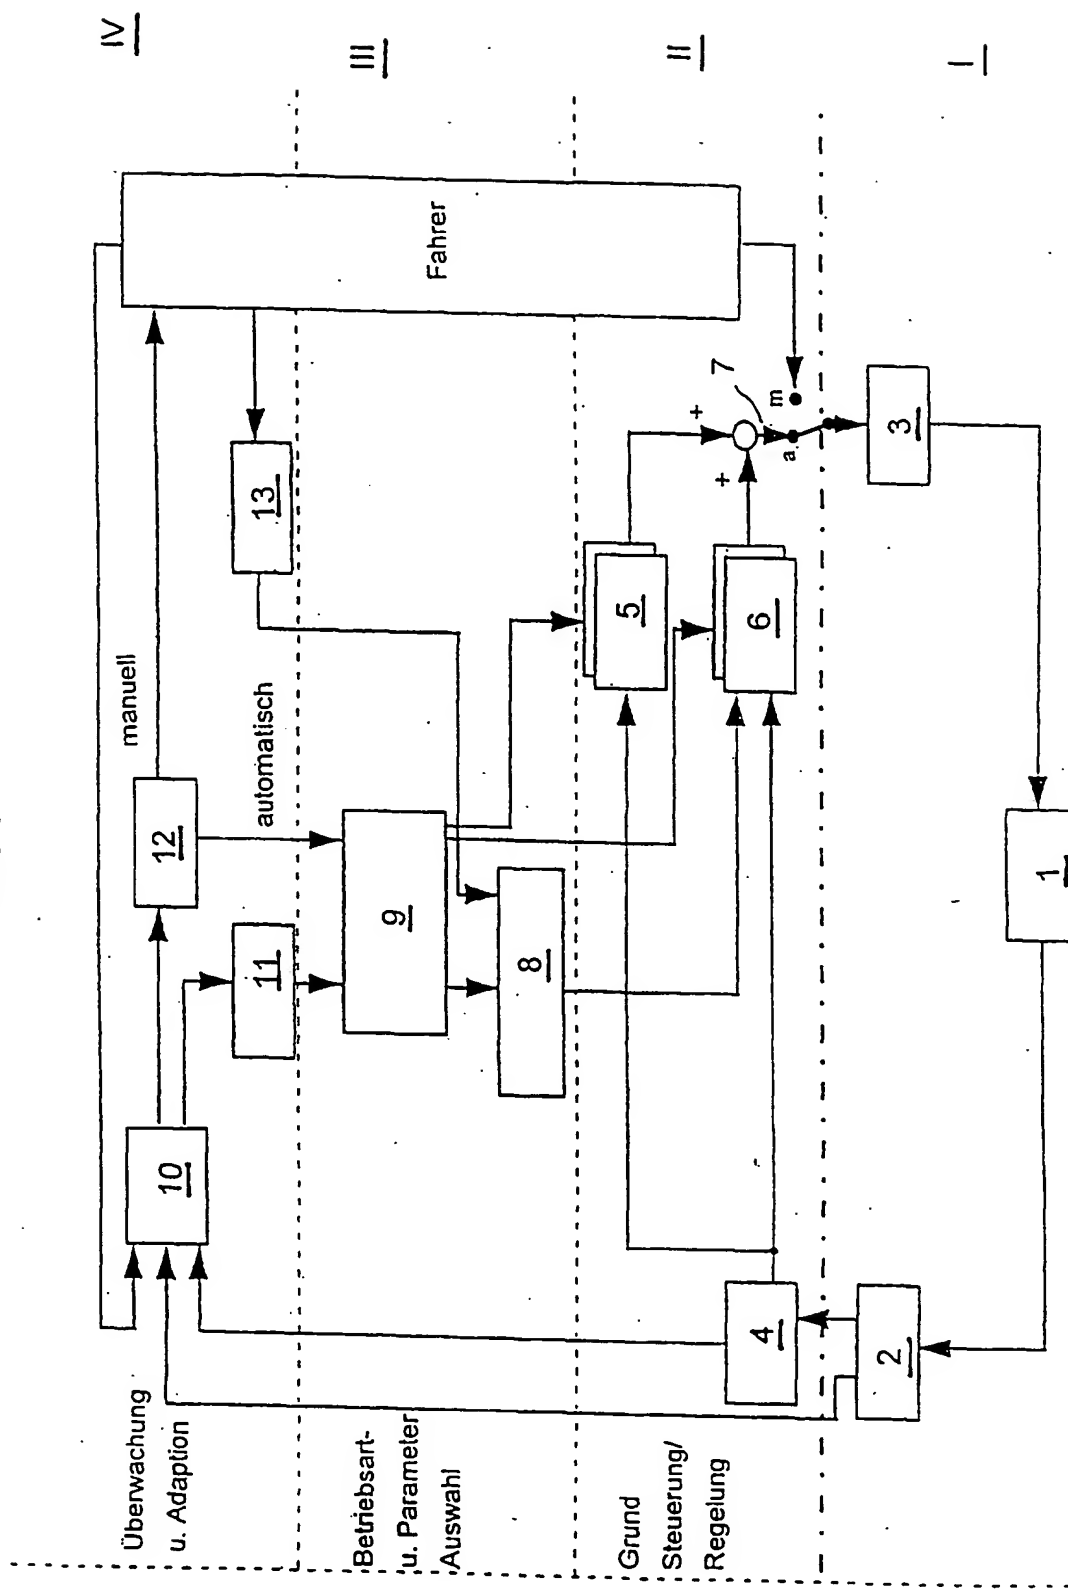 Überwachung
u. Adaption
10
manuell
12
automatisch
11
13
IV
Betriebsart-
u. Parameter
Auswahl
9
8
Fahrer
III
Grund
Steuerung/
Regelung
4
5
6
+
+
7
a
m
II
2
1
3
I